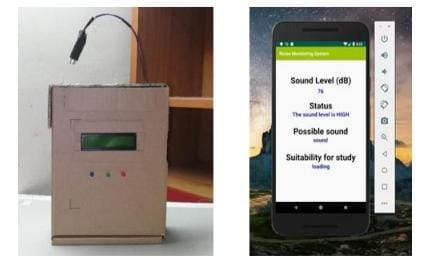 Noise Monitoring System
Sound Level (dB)
76
Status
The sound level is HIGH
Possible sound
sound
Suitability for study
loading